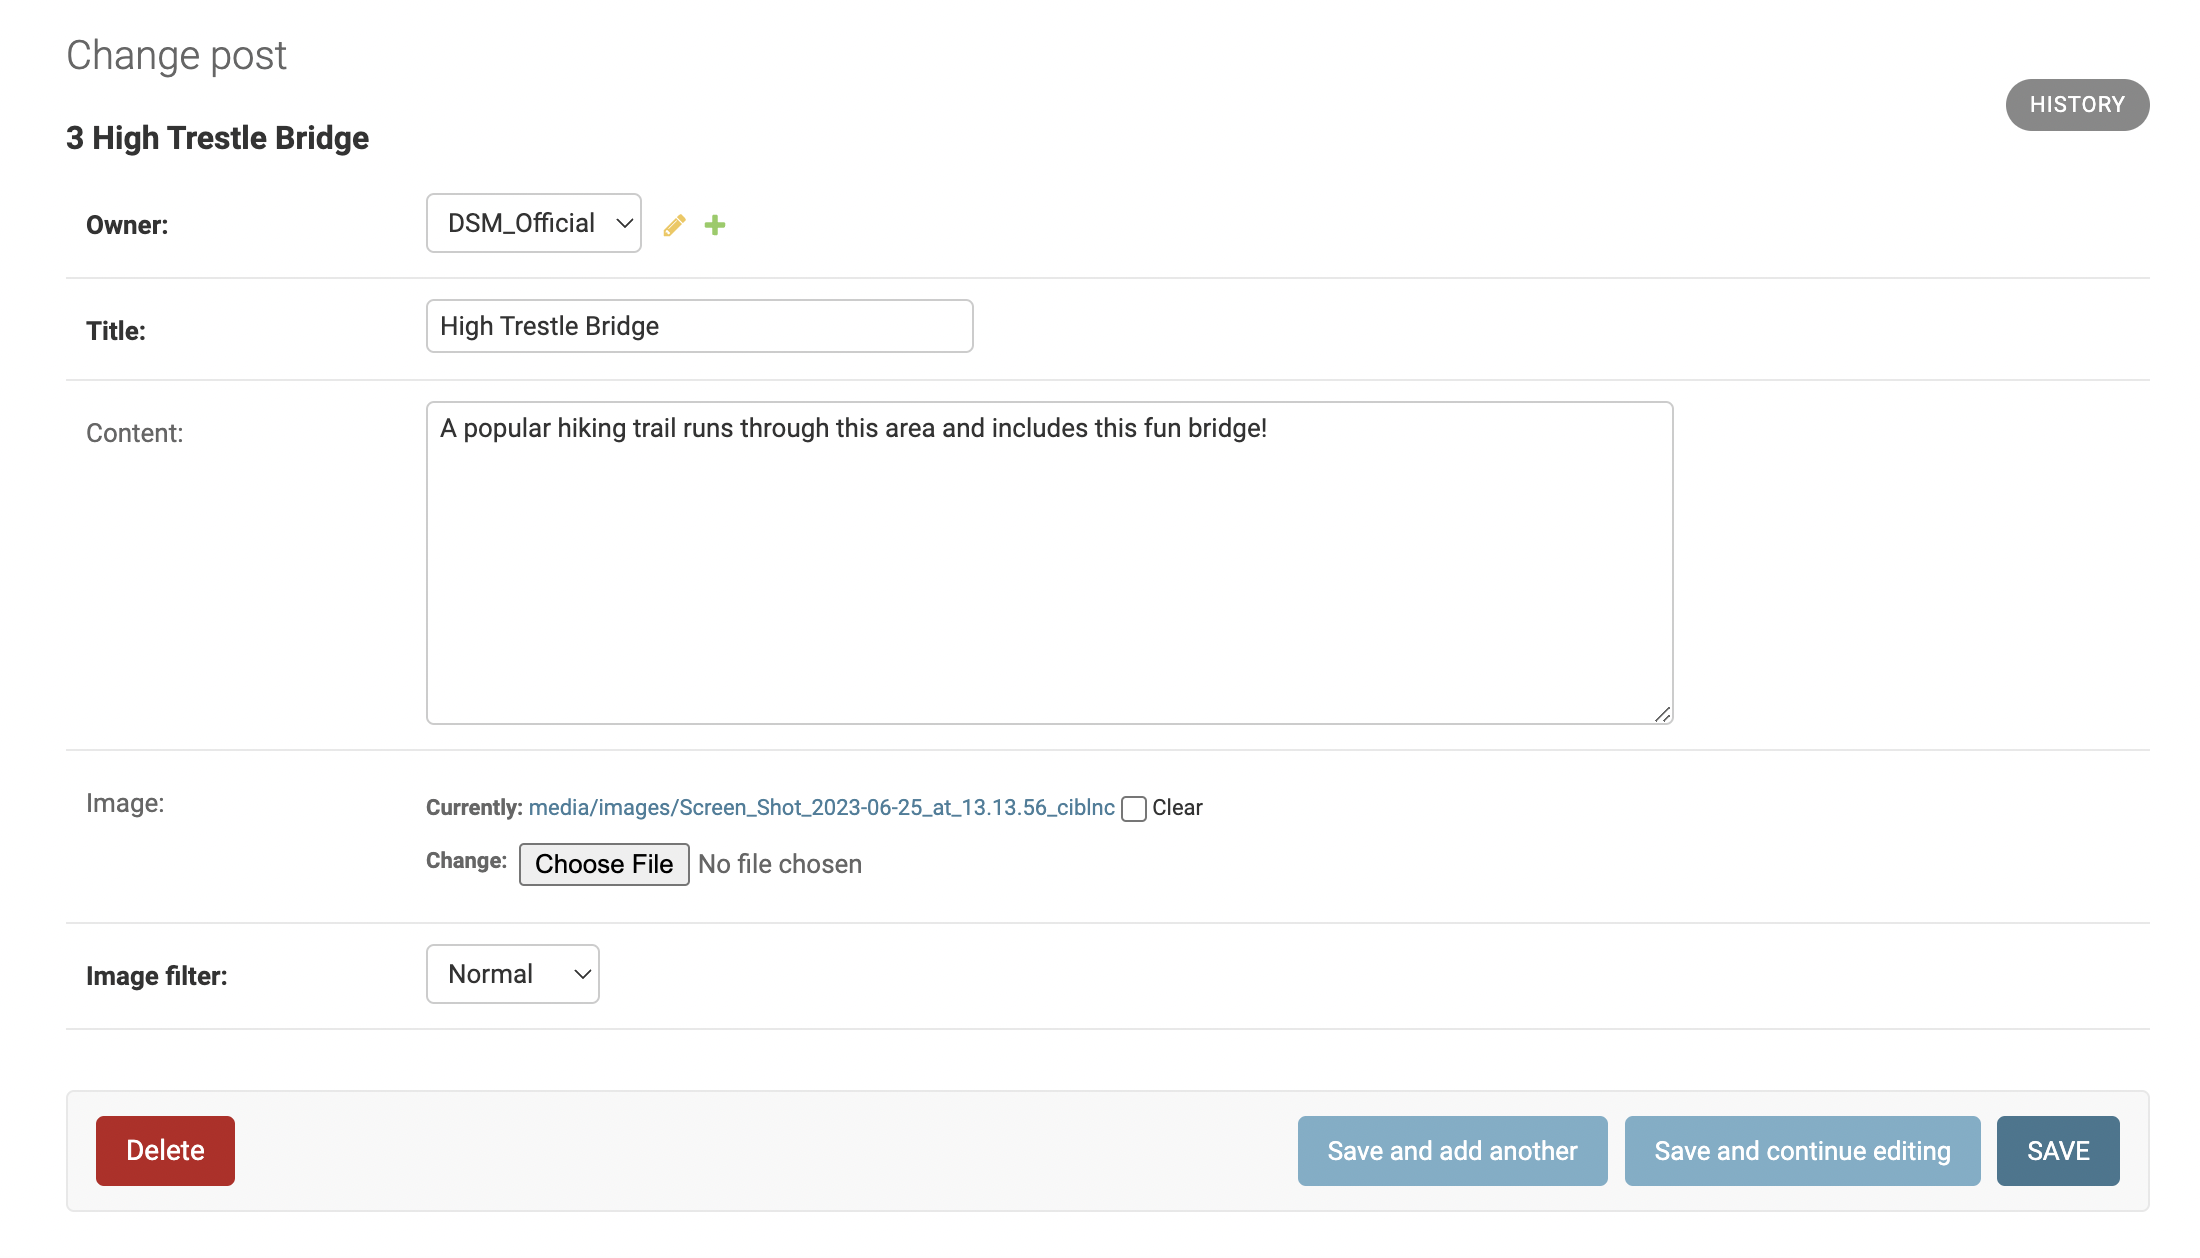 Change post
HISTORY
3 High Trestle Bridge
Owner: DSM_Official
Title: High Trestle Bridge
Content: A popular hiking trail runs through this area and includes this fun bridge!
Image: Currently: media/images/Screen_Shot_2023-06-25_at_13.13.56_ciblnc Clear
Change: Choose File No file chosen
Image filter: Normal
Delete Save and add another Save and continue editing SAVE